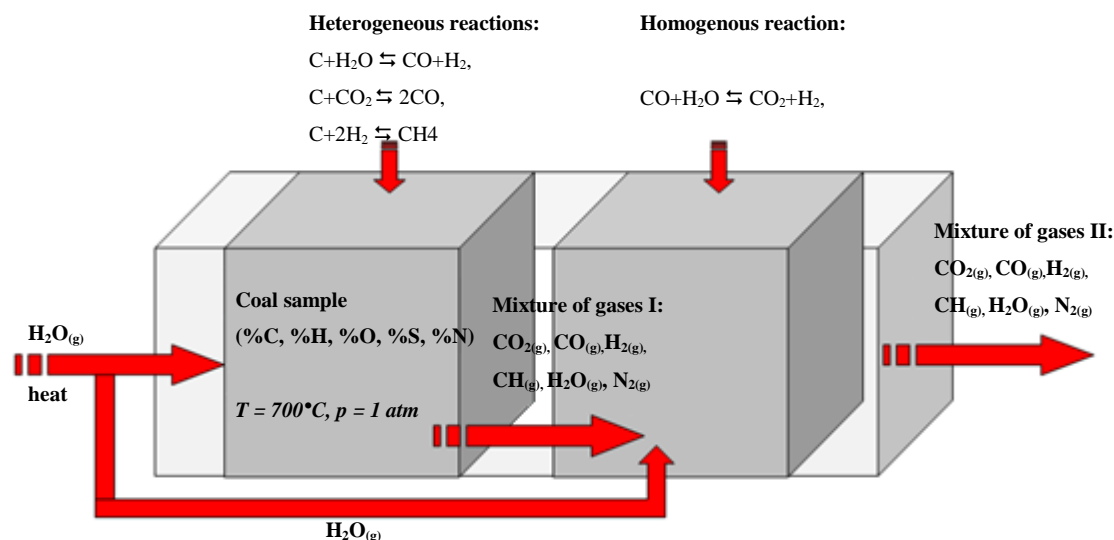 Heterogeneous reactions:
C+H₂O ⇆ CO+H₂,
C+CO₂ ⇆ 2CO,
C+2H₂ ⇆ CH4
Homogenous reaction:
CO+H₂O ⇆ CO₂+H₂,
H₂O(g)
heat
Coal sample
(%C, %H, %O, %S, %N)
T = 700°C, p = 1 atm
Mixture of gases I:
CO₂(g), CO(g),H₂(g),
CH(g), H₂O(g), N₂(g)
Mixture of gases II:
CO₂(g), CO(g),H₂(g),
CH(g), H₂O(g), N₂(g)
H₂O(g)